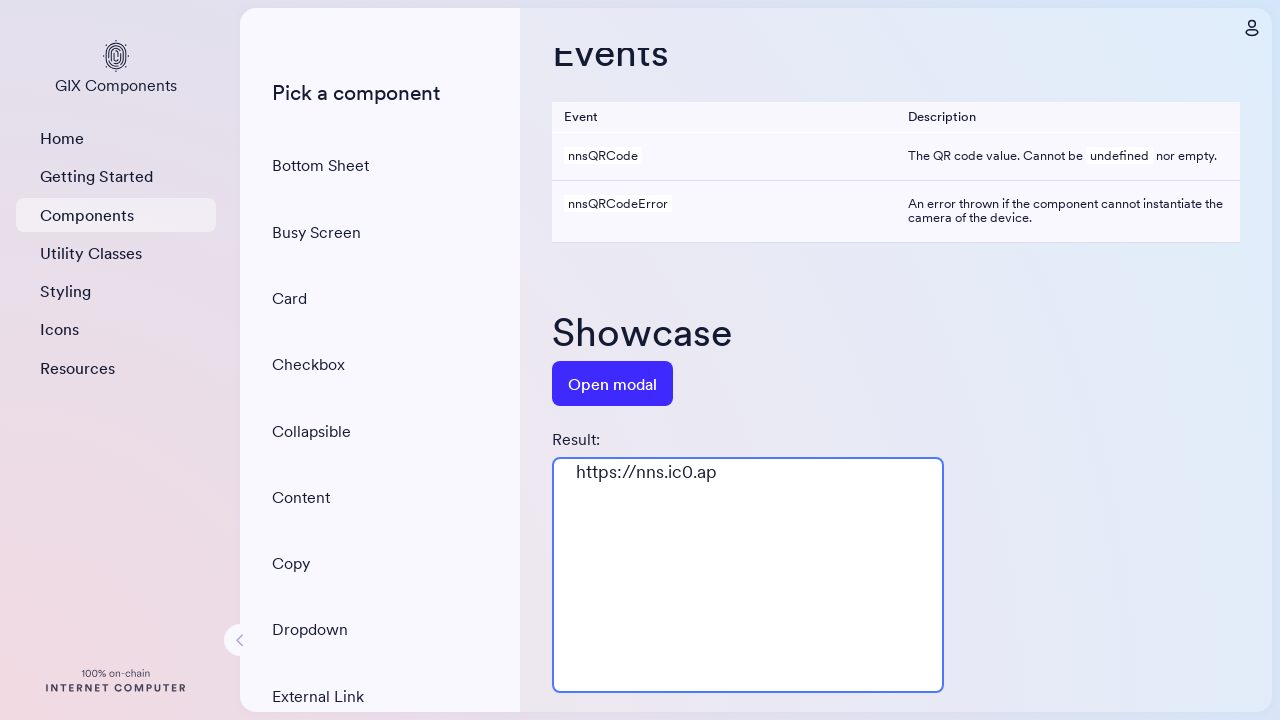 GIX Components
Home
Getting Started
Components
Utility Classes
Styling
Icons
Resources
100% on-chain
INTERNET COMPUTER
Pick a component
Bottom Sheet
Busy Screen
Card
Checkbox
Collapsible
Content
Copy
Dropdown
External Link
Events
Event Description
nnsQRCode The QR code value. Cannot be undefined nor empty.
nnsQRCodeError An error thrown if the component cannot instantiate the
camera of the device.
Showcase
Open modal
Result:
https://nns.ic0.ap